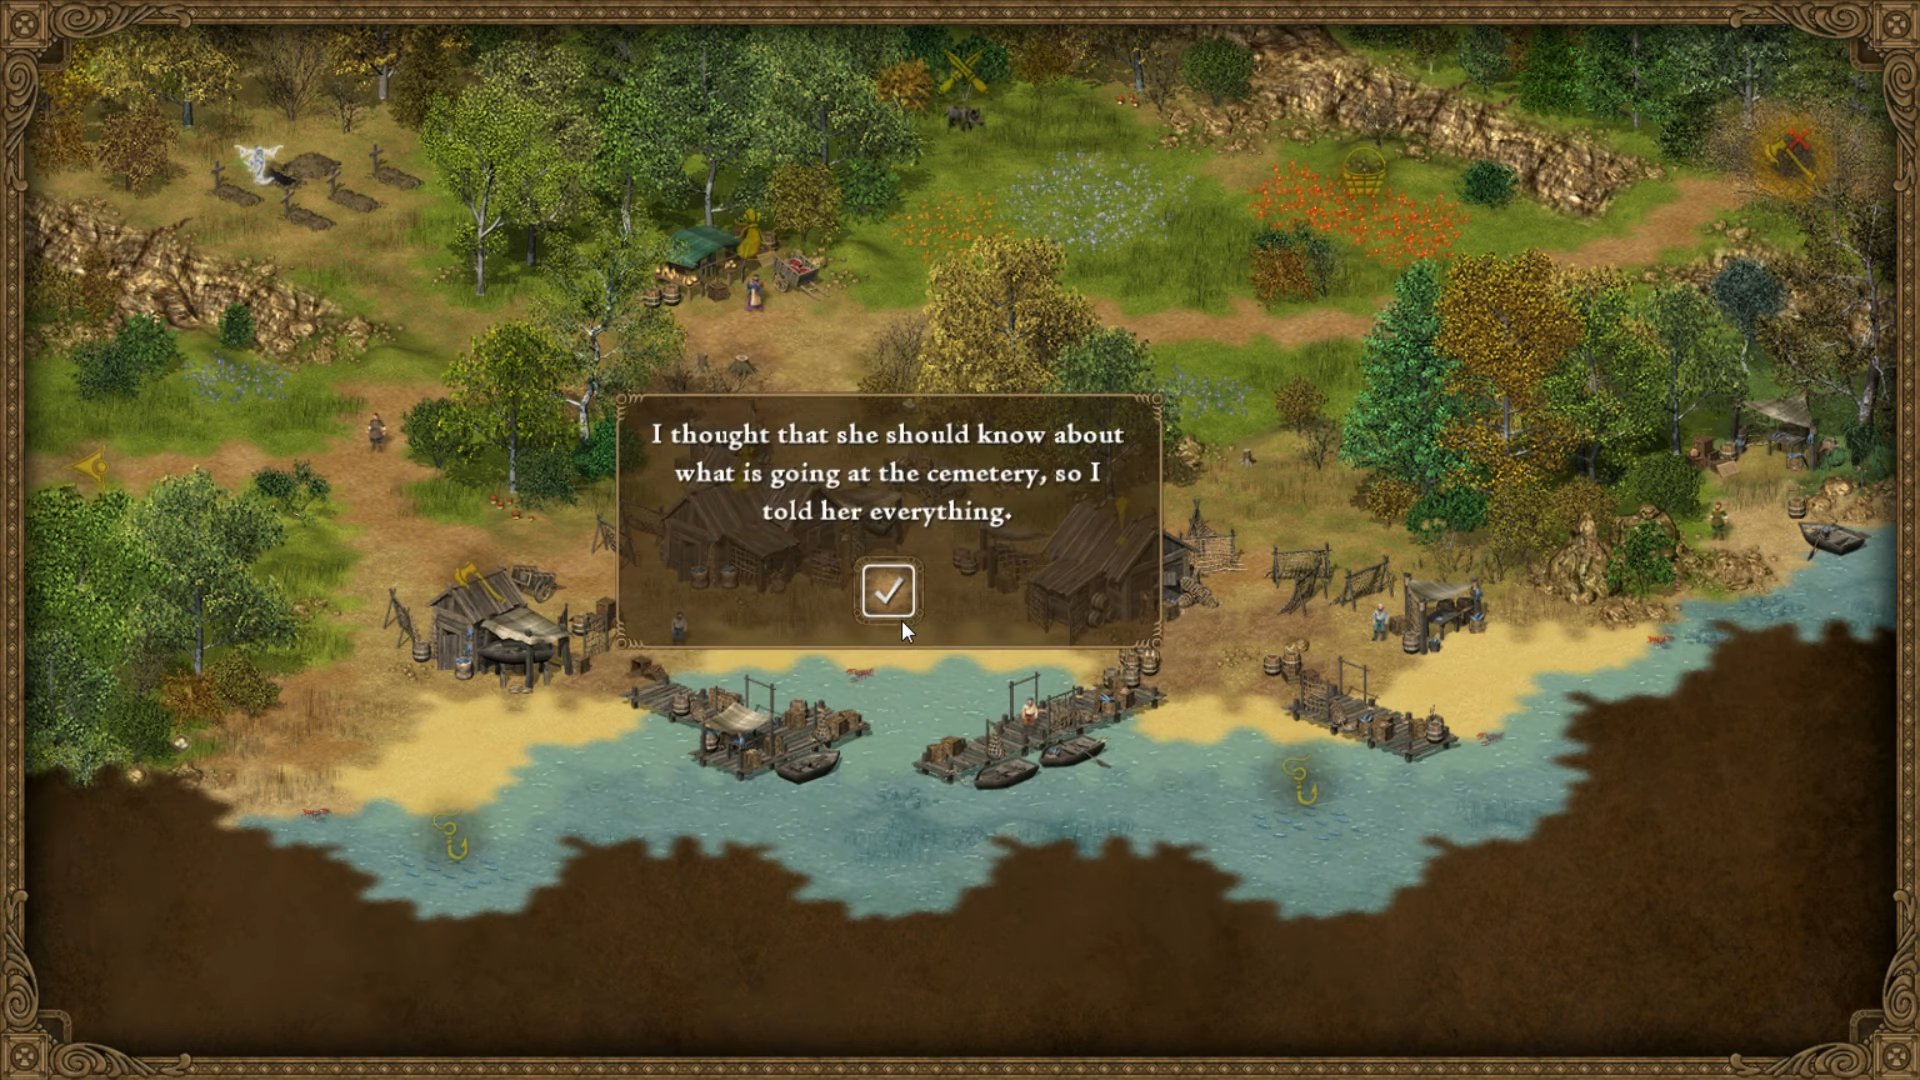 I thought that she should know about
what is going at the cemetery, so I
told her everything.